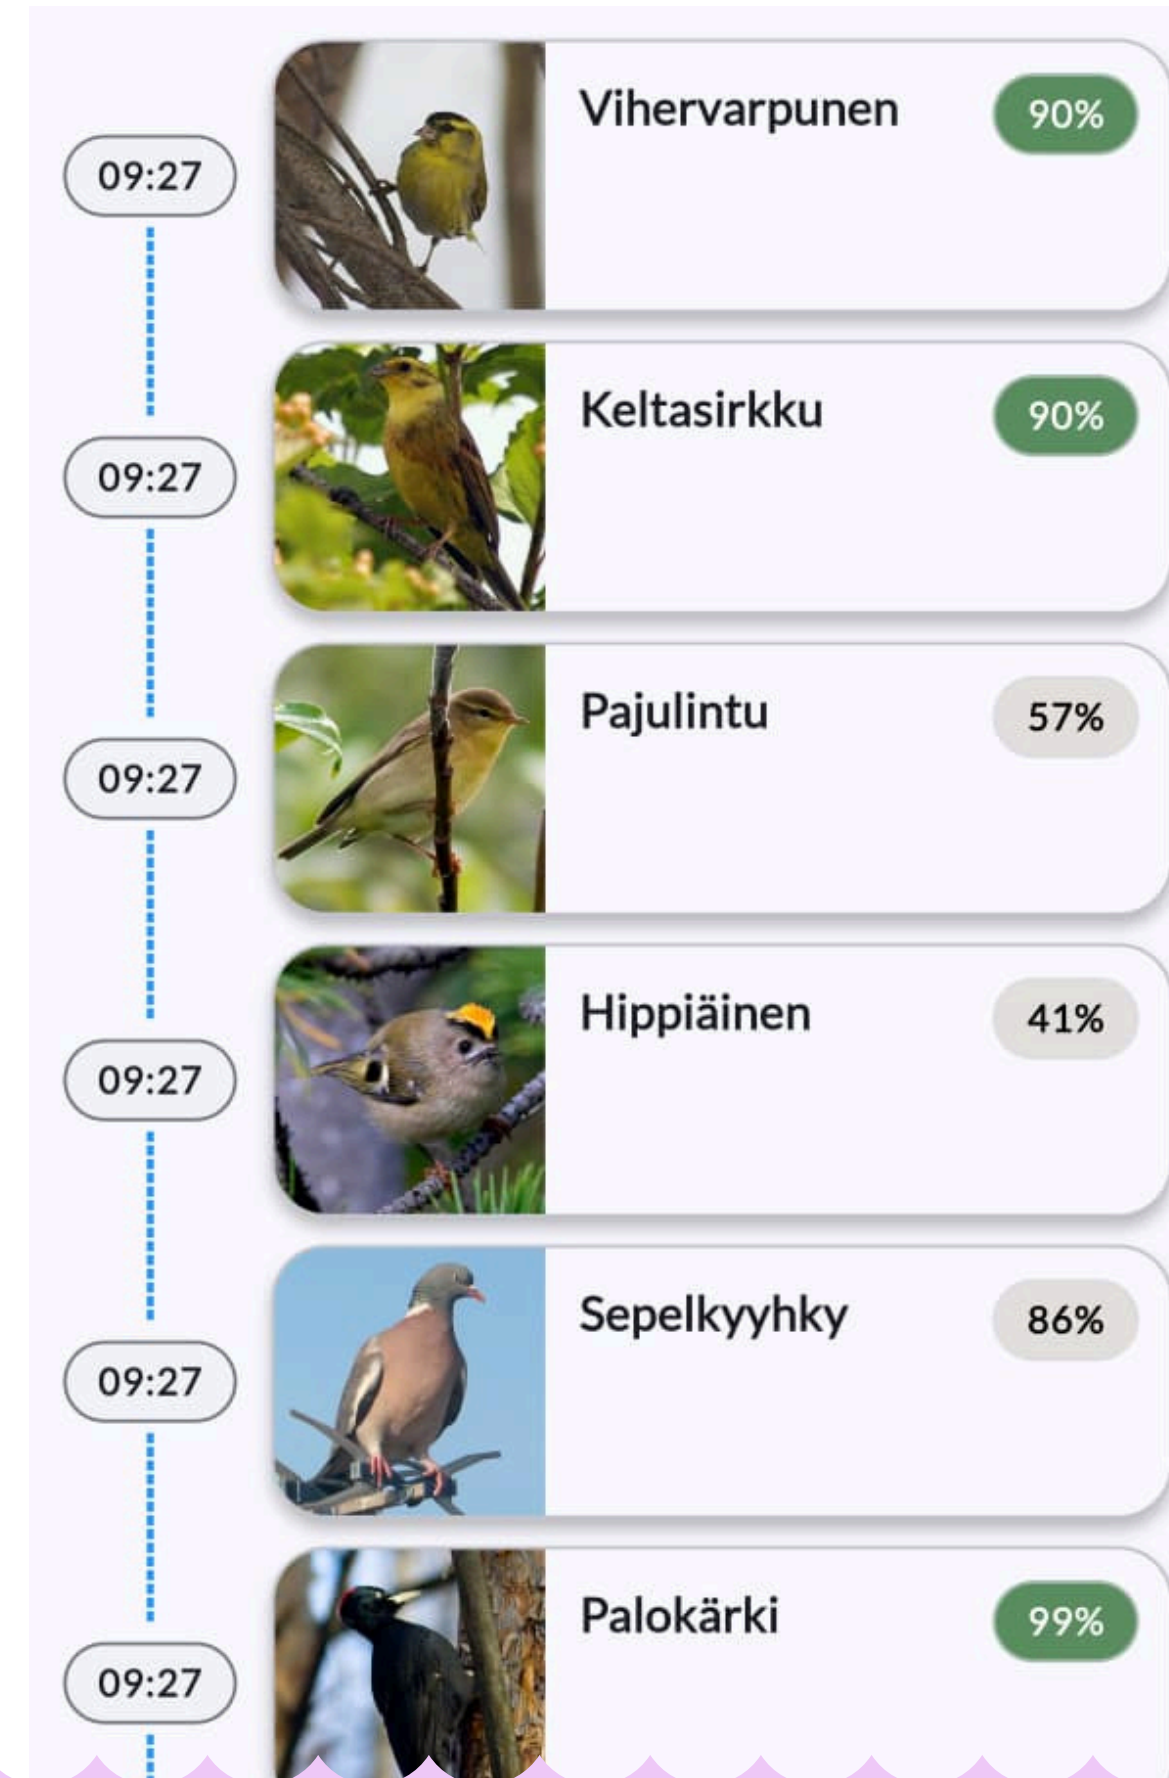 Vihervarpunen 90%
09:27
Keltasirkku 90%
09:27
Pajulintu 57%
09:27
Hippiäinen 41%
09:27
Sepelkyyhky 86%
09:27
Palokärki 99%
09:27